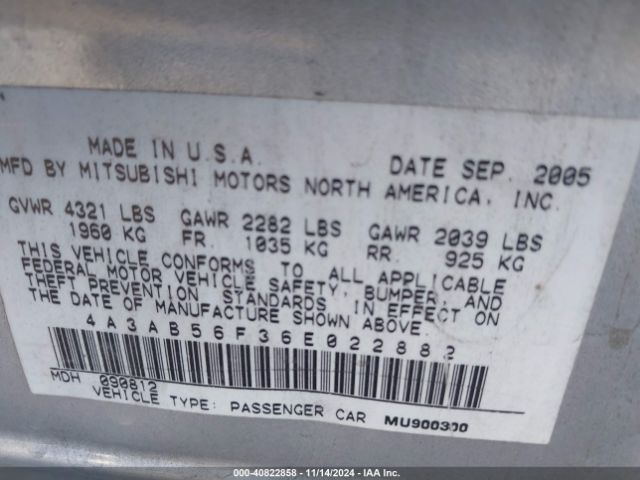 MADE IN U.S.A. DATE SEP. 2005
MFD BY MITSUBISHI MOTORS NORTH AMERICA, INC.
GVWR 4321 LBS GAWR 2282 LBS GAWR 2039 LBS
1960 KG FR. 1035 KG RR. 925 KG
THIS VEHICLE CONFORMS TO ALL APPLICABLE
FEDERAL MOTOR VEHICLE SAFETY, BUMPER, AND
THEFT PREVENTION STANDARDS IN EFFECT ON
THE DATE OF MANUFACTURE SHOWN ABOVE.
4A3AB56F36E022882
MDH 090812
VEHICLE TYPE: PASSENGER CAR MU900300
000-40822858 - 11/14/2024 - IAA Inc.